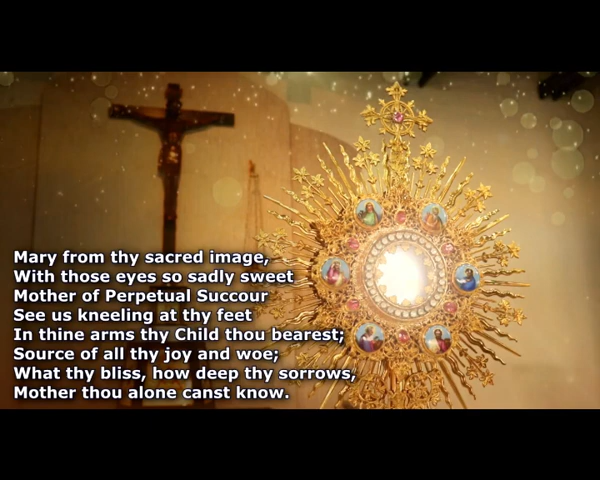 Mary from thy sacred image,
With those eyes so sadly sweet
Mother of Perpetual Succour
See us kneeling at thy feet
In thine arms thy Child thou bearest;
Source of all thy joy and woe;
What thy bliss, how deep thy sorrows,
Mother thou alone canst know.